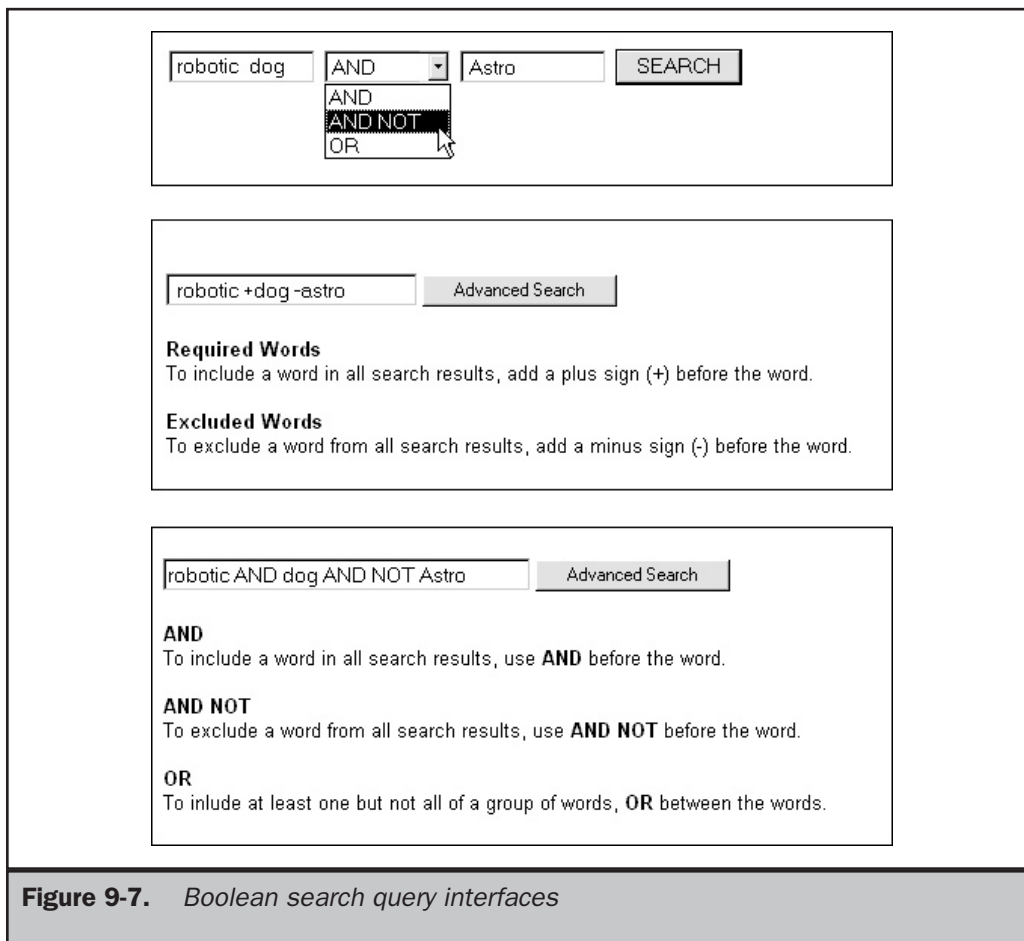 robotic dog AND Astro SEARCH
AND
AND NOT
OR
robotic +dog -astro Advanced Search
Required Words
To include a word in all search results, add a plus sign (+) before the word.
Excluded Words
To exclude a word from all search results, add a minus sign (-) before the word.
robotic AND dog AND NOT Astro Advanced Search
AND
To include a word in all search results, use AND before the word.
AND NOT
To exclude a word from all search results, use AND NOT before the word.
OR
To inlude at least one but not all of a group of words, OR between the words.
Figure 9-7. Boolean search query interfaces